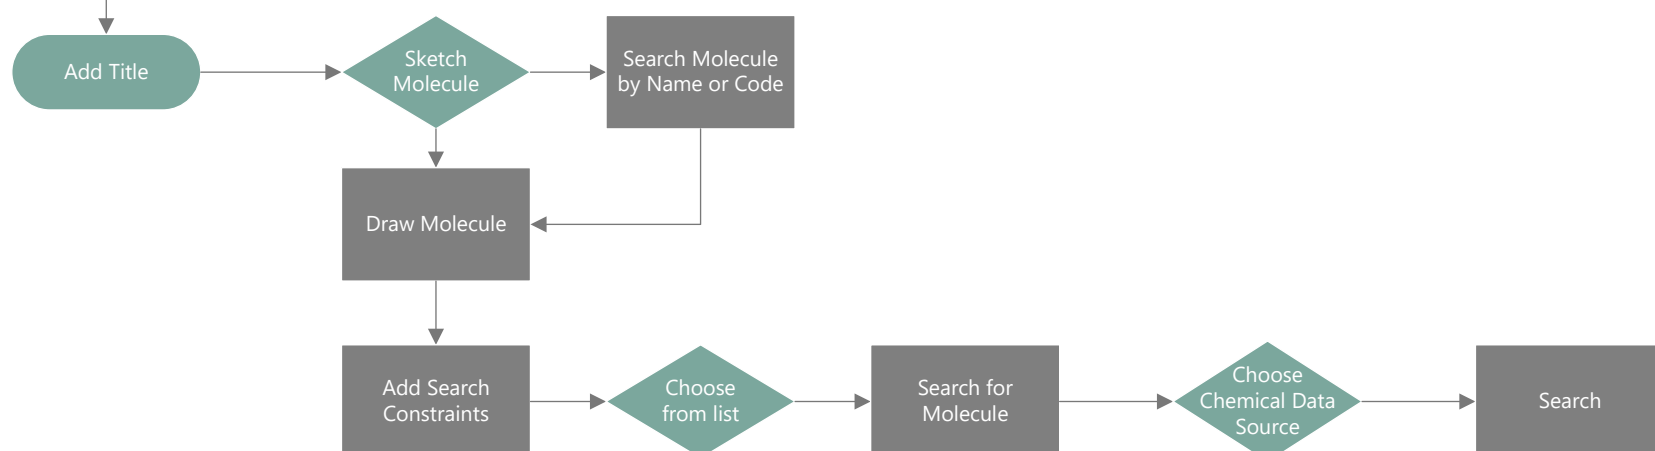 Add Title
Sketch
Molecule
Search Molecule
by Name or Code
Draw Molecule
Add Search
Constraints
Choose
from list
Search for
Molecule
Choose
Chemical Data
Source
Search